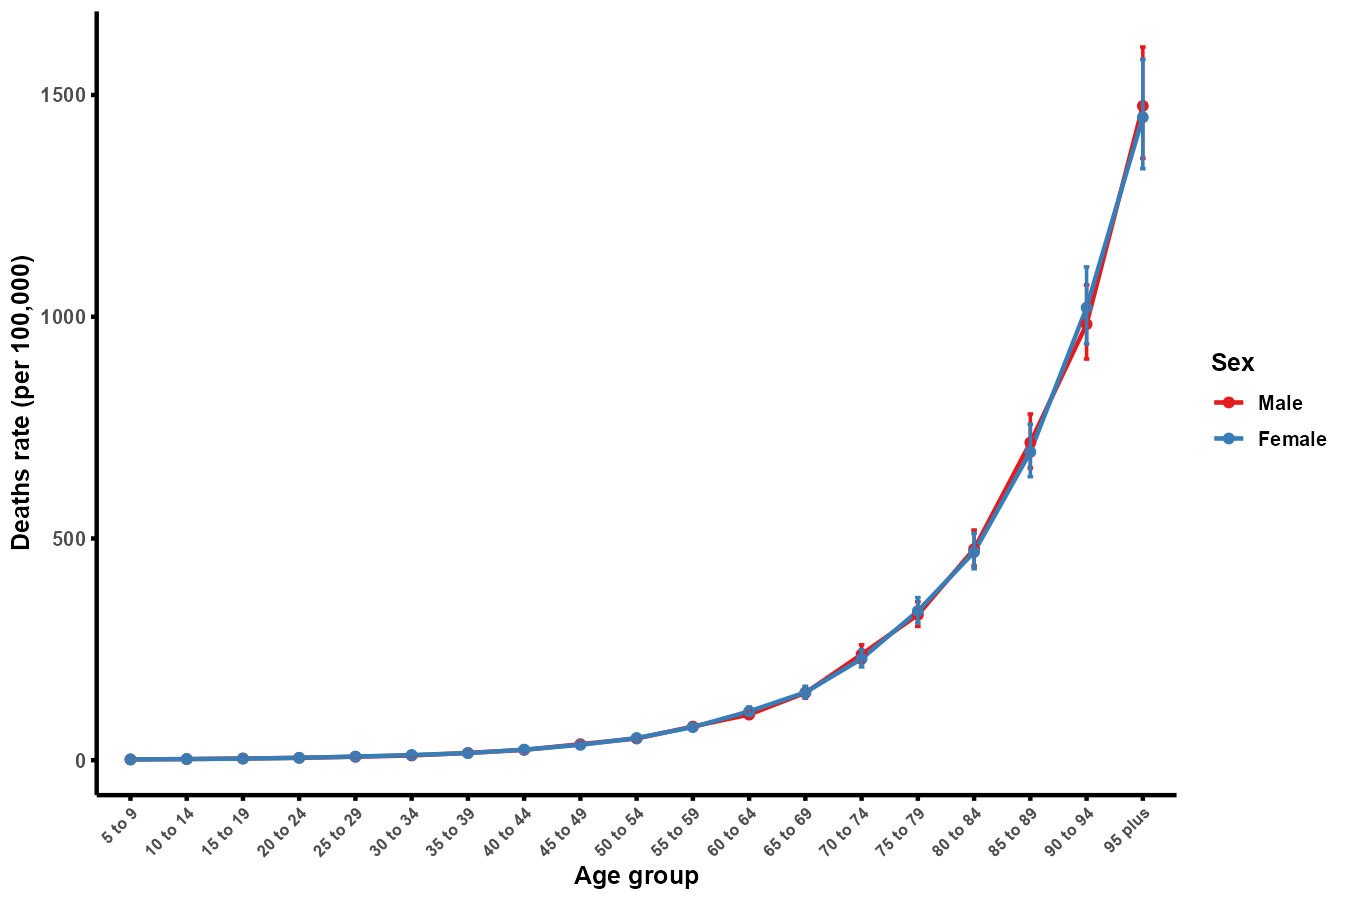 Deaths rate (per 100,000)
1500
1000
500
0
5 to 9
10 to 14
15 to 19
20 to 24
25 to 29
30 to 34
35 to 39
40 to 44
45 to 49
50 to 54
55 to 59
60 to 64
65 to 69
70 to 74
75 to 79
80 to 84
85 to 89
90 to 94
95 plus
Age group
Sex
Male
Female